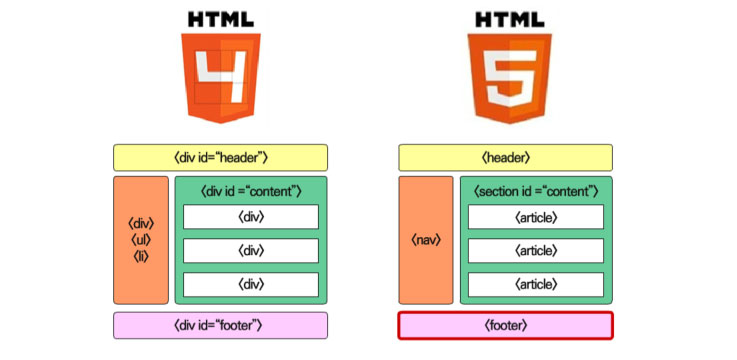 HTML
4
<div id="header">
<div>
<ul>
<li>
<div id ="content">
<div>
<div>
<div>
<div id="footer">
HTML
5
<header>
<nav>
<section id ="content">
<article>
<article>
<article>
<footer>